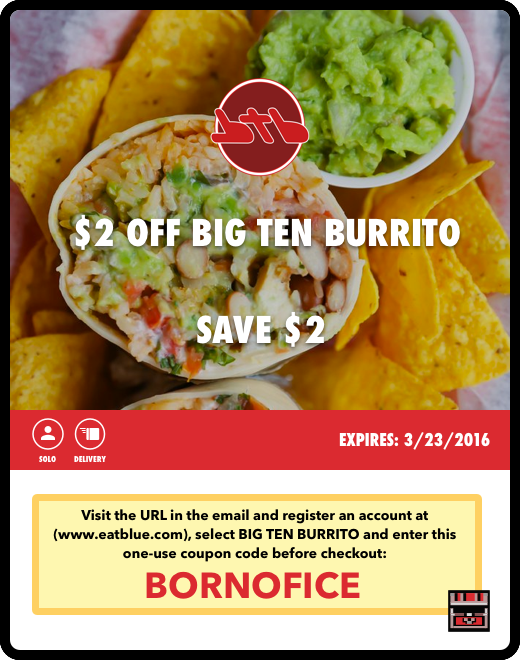 btb
$2 OFF BIG TEN BURRITO
SAVE $2
SOLO
DELIVERY
EXPIRES: 3/23/2016
Visit the URL in the email and register an account at
(www.eatblue.com), select BIG TEN BURRITO and enter this
one-use coupon code before checkout:
BORNOFICE